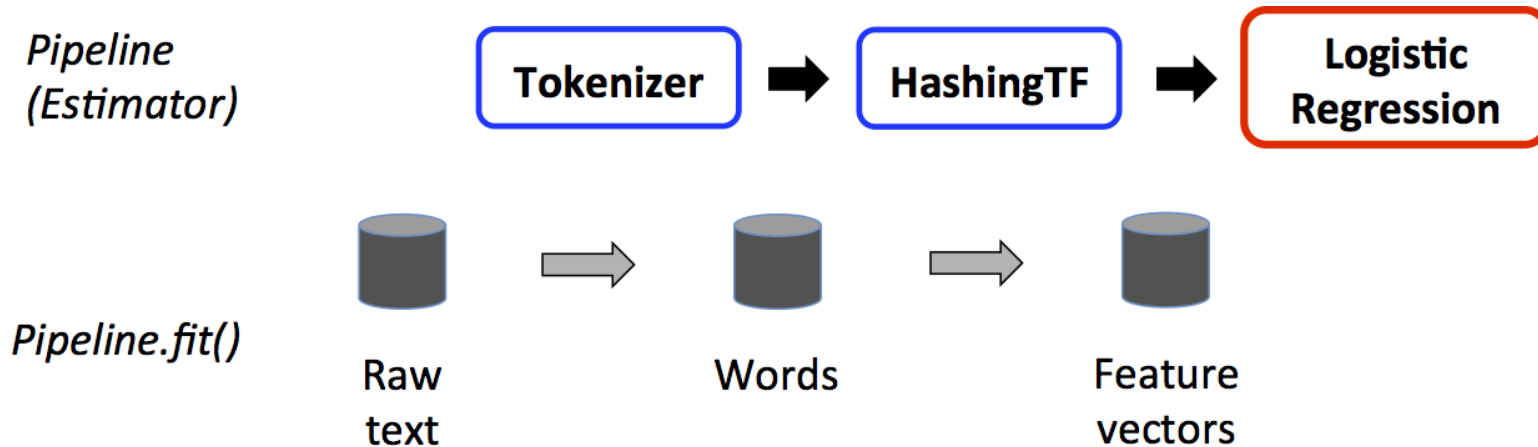 Pipeline
(Estimator)
Tokenizer
HashingTF
Logistic
Regression
Pipeline.fit()
Raw
text
Words
Feature
vectors